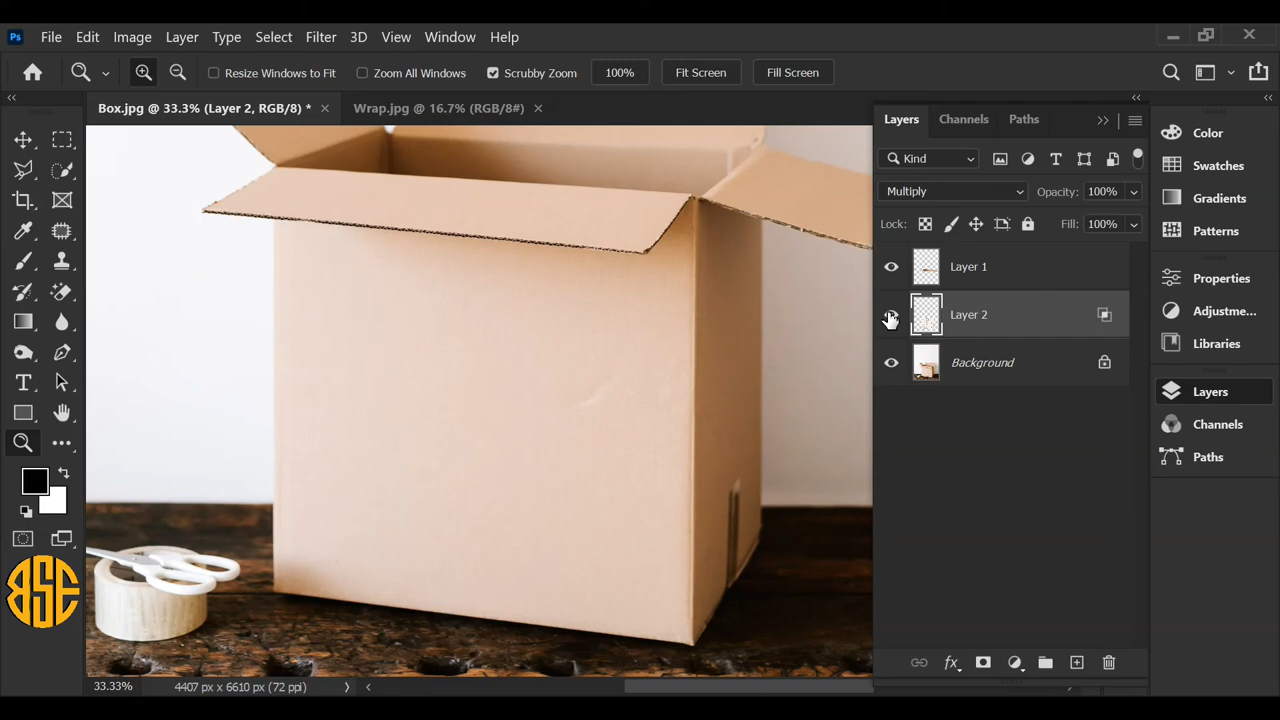 Ps File Edit Image Layer Type Select Filter 3D View Window Help
Resize Windows to Fit Zoom All Windows Scrubby Zoom 100% Fit Screen Fill Screen
Box.jpg @ 33.3% (Layer 2, RGB/8) * Wrap.jpg @ 16.7% (RGB/8#)
Layers Channels Paths
Kind
Multiply Opacity: 100%
Lock: Fill: 100%
Layer 1
Layer 2
Background
Color
Swatches
Gradients
Patterns
Properties
Adjustme...
Libraries
Layers
Channels
Paths
BSE
33.33% 4407 px x 6610 px (72 ppi)